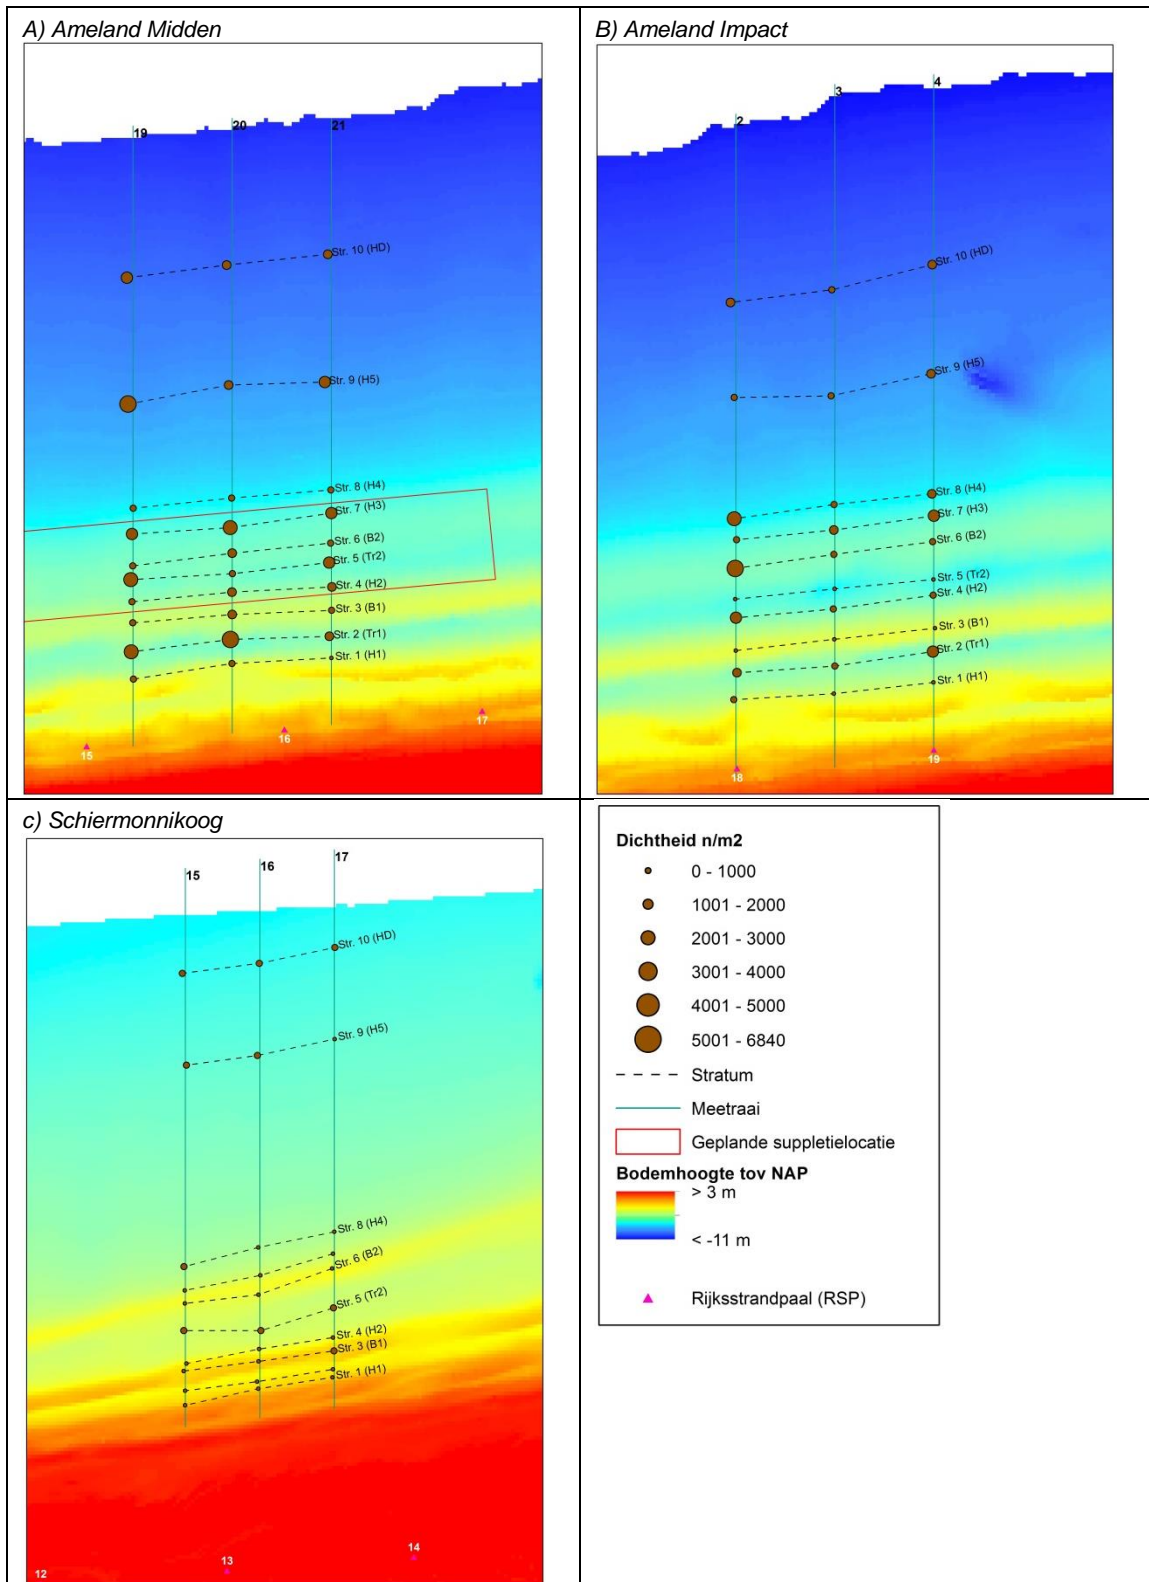 A) Ameland Midden
19
20
21
Str. 10 (HD)
Str. 9 (H5)
Str. 8 (H4)
Str. 7 (H3)
Str. 6 (B2)
Str. 5 (Tr2)
Str. 4 (H2)
Str. 3 (B1)
Str. 2 (Tr1)
Str. 1 (H1)
15
16
17
B) Ameland Impact
2
3
4
Str. 10 (HD)
Str. 9 (H5)
Str. 8 (H4)
Str. 7 (H3)
Str. 6 (B2)
Str. 5 (Tr2)
Str. 4 (H2)
Str. 3 (B1)
Str. 2 (Tr1)
Str. 1 (H1)
18
19
c) Schiermonnikoog
15
16
17
Str. 10 (HD)
Str. 9 (H5)
Str. 8 (H4)
Str. 6 (B2)
Str. 5 (Tr2)
Str. 4 (H2)
Str. 3 (B1)
Str. 1 (H1)
12
13
14
Dichtheid n/m2
0 - 1000
1001 - 2000
2001 - 3000
3001 - 4000
4001 - 5000
5001 - 6840
Stratum
Meetraai
Geplande suppletielocatie
Bodemhoogte tov NAP
> 3 m
< -11 m
Rijksstrandpaal (RSP)